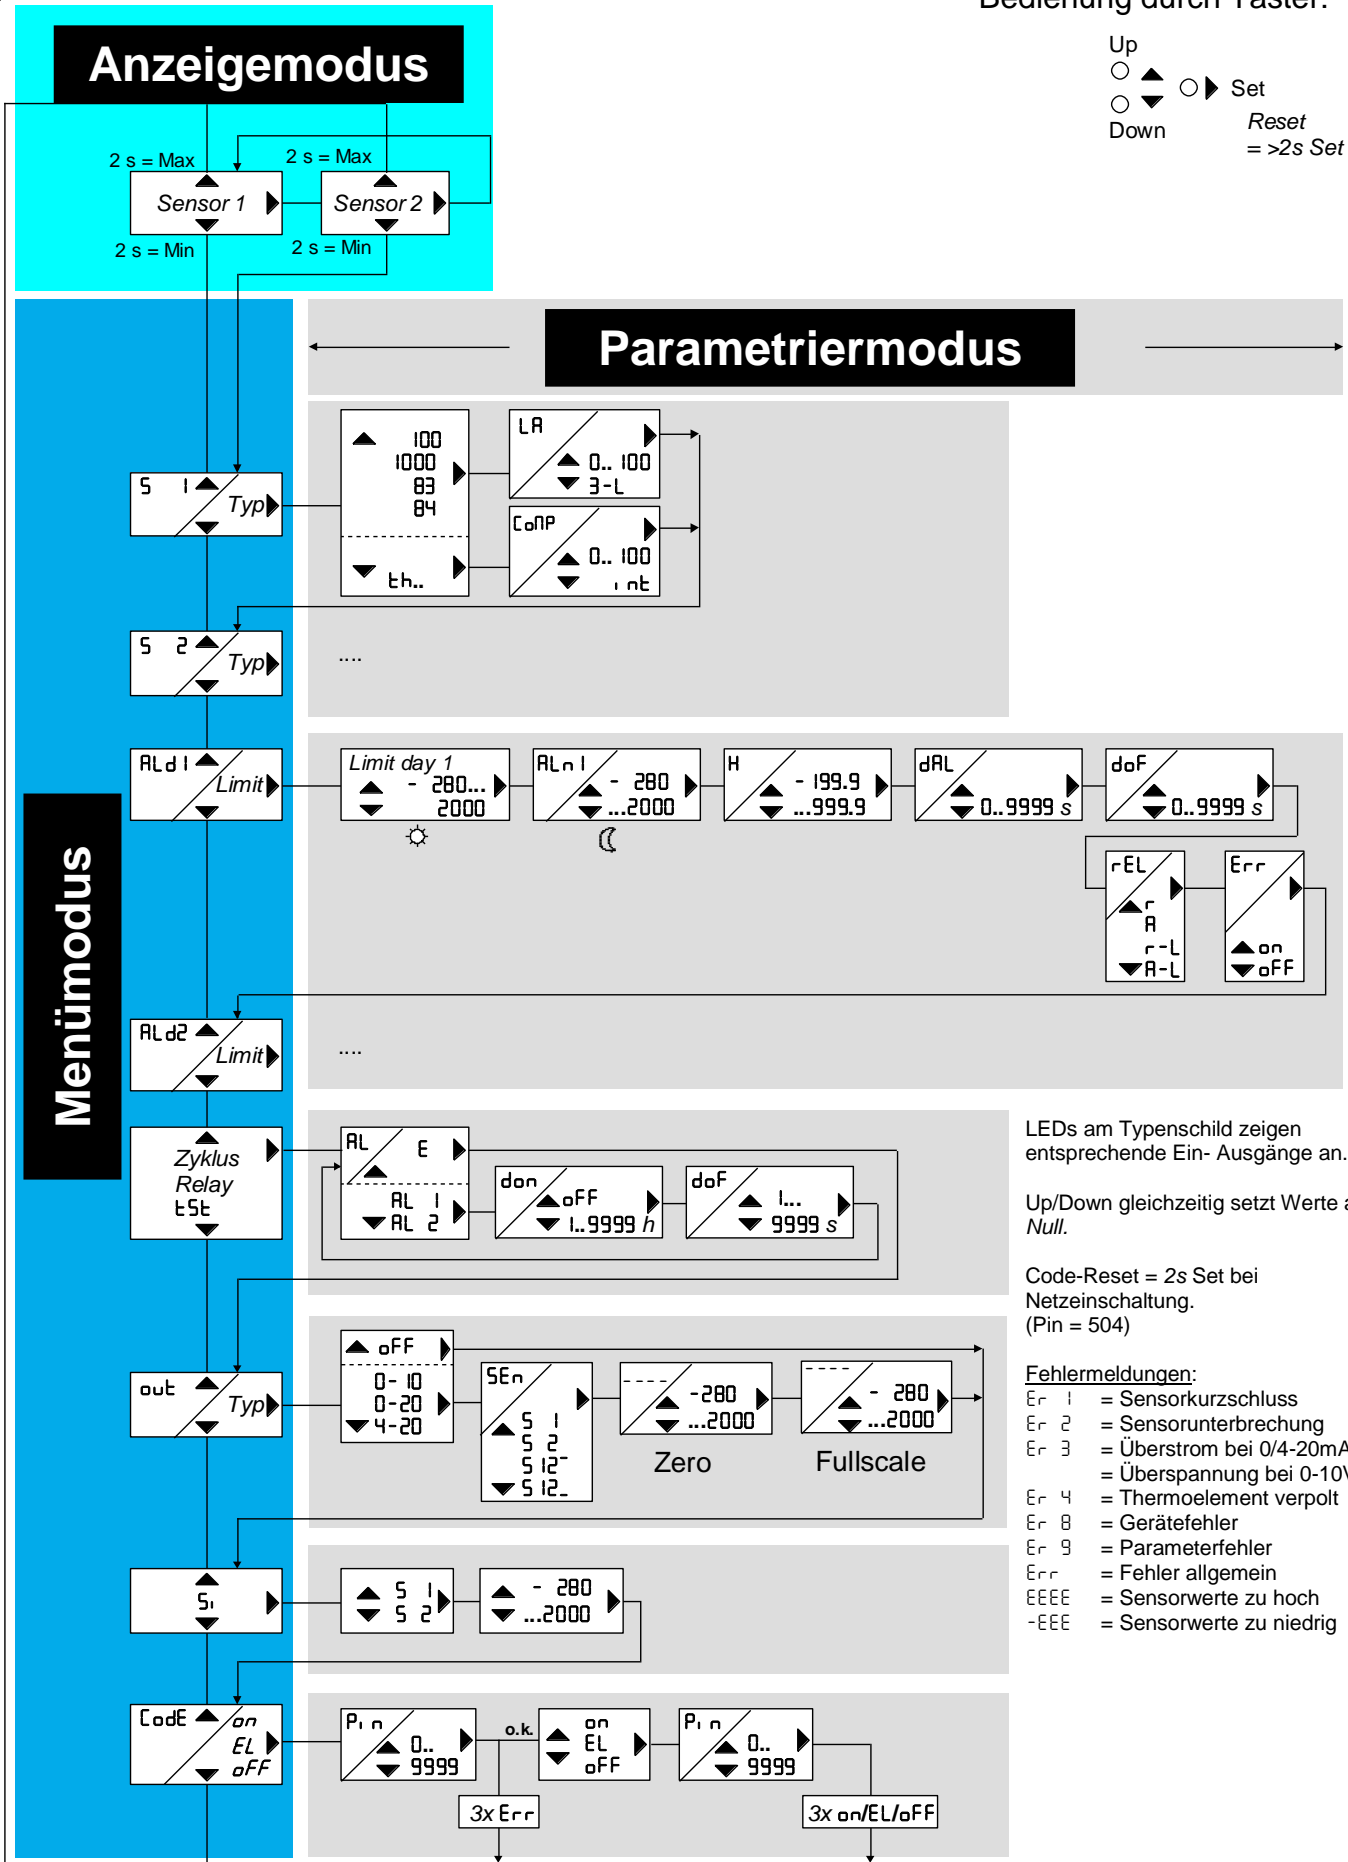 Bedienung durch Taster:
Anzeigemodus
Up
Set
Down
Reset
= >2s Set
2 s = Max
2 s = Max
Sensor 1
Sensor 2
2 s = Min
2 s = Min
Parametriermodus
Menümodus
S 1
Typ
100
1000
83
84
th..
LA
0.. 100
3-L
CoMP
0.. 100
int
S 2
Typ
....
ALd1
Limit
Limit day 1
- 280...
2000
ALn1
- 280
...2000
H
-199.9
...999.9
dAL
0..9999 s
doF
0..9999 s
rEL
r
A
r-L
A-L
Err
on
oFF
ALd2
Limit
....
Zyklus
Relay
tSt
AL
E
AL 1
AL 2
don
oFF
1..9999 h
doF
1...
9999 s
LEDs am Typenschild zeigen
entsprechende Ein- Ausgänge an.
Up/Down gleichzeitig setzt Werte
Null.
Code-Reset = 2s Set bei
Netzeinschaltung.
(Pin = 504)
out
Typ
oFF
0-10
0-20
4-20
SEn
S 1
S 2
S12¯
S12_
----
-280
...2000
Zero
----
- 280
...2000
Fullscale
Fehlermeldungen:
Er 1 = Sensorkurzschluss
Er 2 = Sensorunterbrechung
Er 3 = Überstrom bei 0/4-20mA
= Überspannung bei 0-10V
Er 4 = Thermoelement verpolt
Er 8 = Gerätefehler
Er 9 = Parameterfehler
Err = Fehler allgemein
EEEE = Sensorwerte zu hoch
-EEE = Sensorwerte zu niedrig
Si
S 1
S 2
- 280
...2000
CodE
on
EL
oFF
Pin
0..
9999
o.k.
on
EL
oFF
Pin
0..
9999
3x Err
3x on/EL/oFF